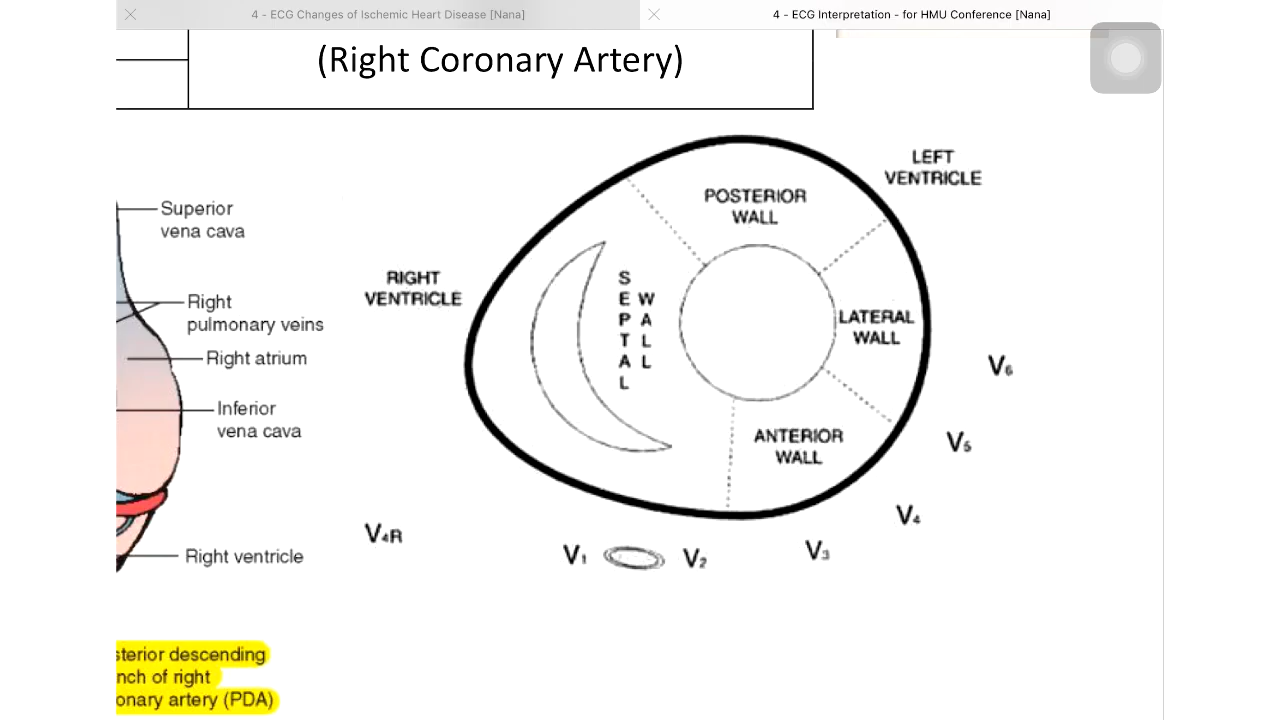 4 - ECG Changes of Ischemic Heart Disease [Nana]
4 - ECG Interpretation - for HMU Conference [Nana]
(Right Coronary Artery)
Superior
vena cava
Right
pulmonary veins
Right atrium
Inferior
vena cava
Right ventricle
sterior descending
nch of right
onary artery (PDA)
LEFT
VENTRICLE
POSTERIOR
WALL
RIGHT
VENTRICLE
SEPTAL
WALL
LATERAL
WALL
ANTERIOR
WALL
V6
V5
V4
V3
V2
V1
V4R